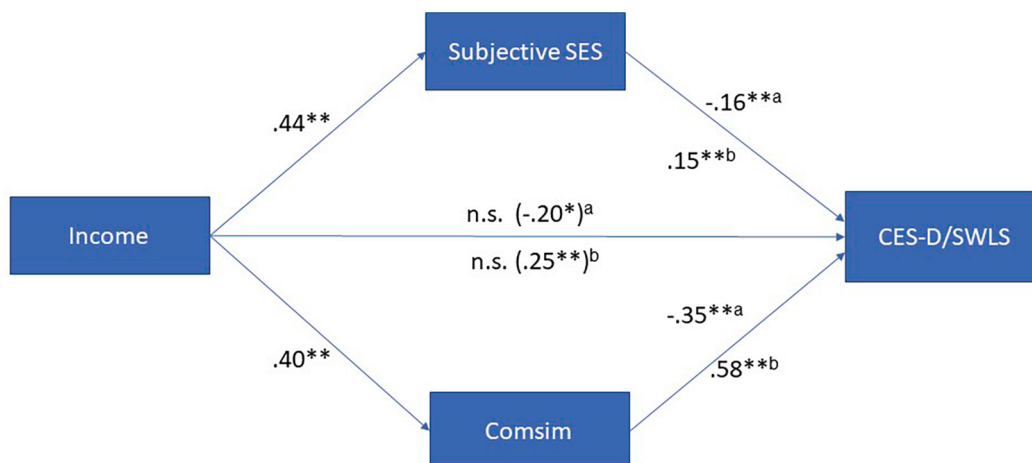 Subjective SES
-.16**a
.44**
.15**b
n.s. (-.20*)a
Income
CES-D/SWLS
n.s. (.25**)b
-.35**a
.40**
.58**b
Comsim